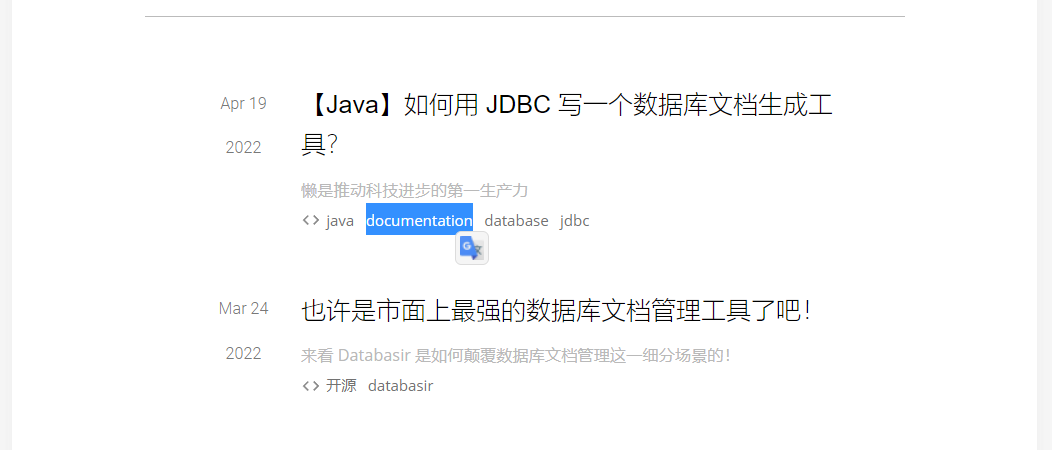 Apr 19
2022
【Java】如何用 JDBC 写一个数据库文档生成工
具？
懒是推动科技进步的第一生产力
<> java documentation database jdbc
Mar 24
2022
也许是市面上最强的数据库文档管理工具了吧！
来看 Databasir 是如何颠覆数据库文档管理这一细分场景的！
<> 开源 databasir